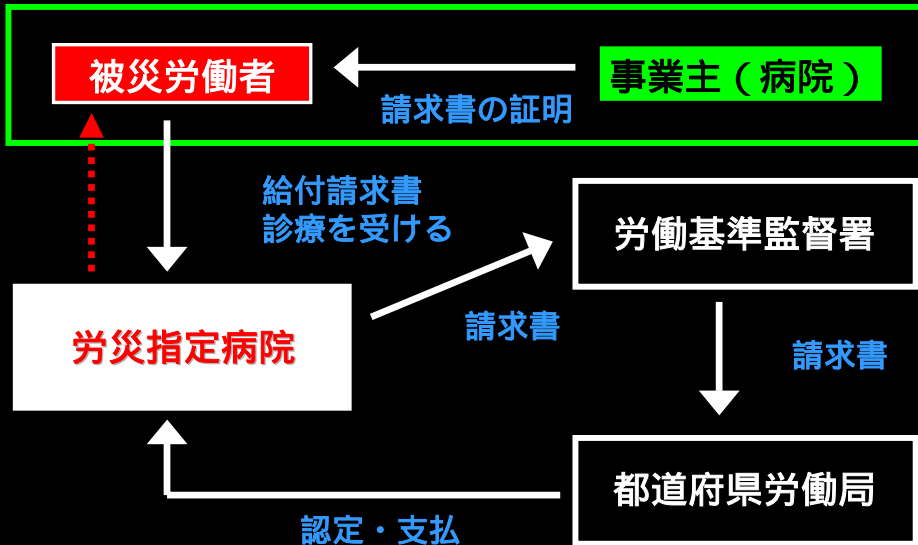 被災労働者
事業主（病院）
請求書の証明
給付請求書
診療を受ける
労働基準監督署
請求書
労災指定病院
請求書
都道府県労働局
認定・支払